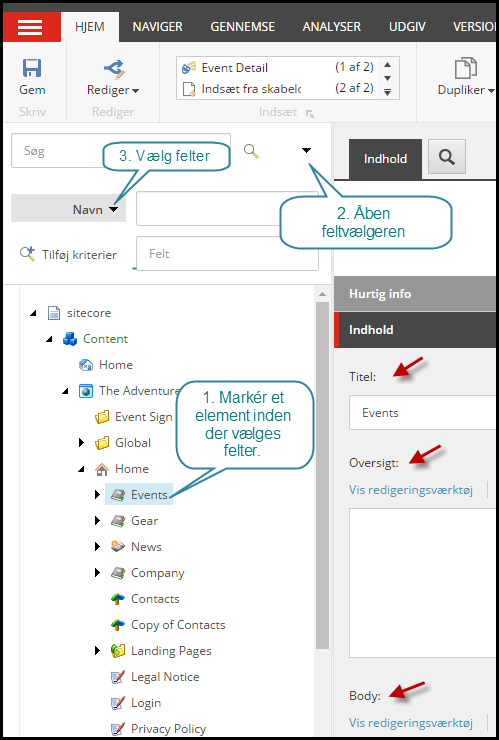 HJEM NAVIGER GENNEMSE ANALYSER UDGIV VERSION
Event Detail (1 af 2)
Indsæt fra skabelo (2 af 2)
Gem Rediger Dupliker
Skriv Rediger Indsæt
Søg
3. Vælg felter
Indhold
Navn
2. Åben
feltvælgeren
Tilføj kriterier Felt
Hurtig info
sitecore
Indhold
Content
Home
Titel:
The Adventure
1. Markér et
element inden
der vælges
felter.
Event Sign
Events
Global
Oversigt:
Home
Vis redigeringsværktøj
Events
Gear
News
Company
Contacts
Copy of Contacts
Landing Pages
Legal Notice
Body:
Login
Vis redigeringsværktøj
Privacy Policy